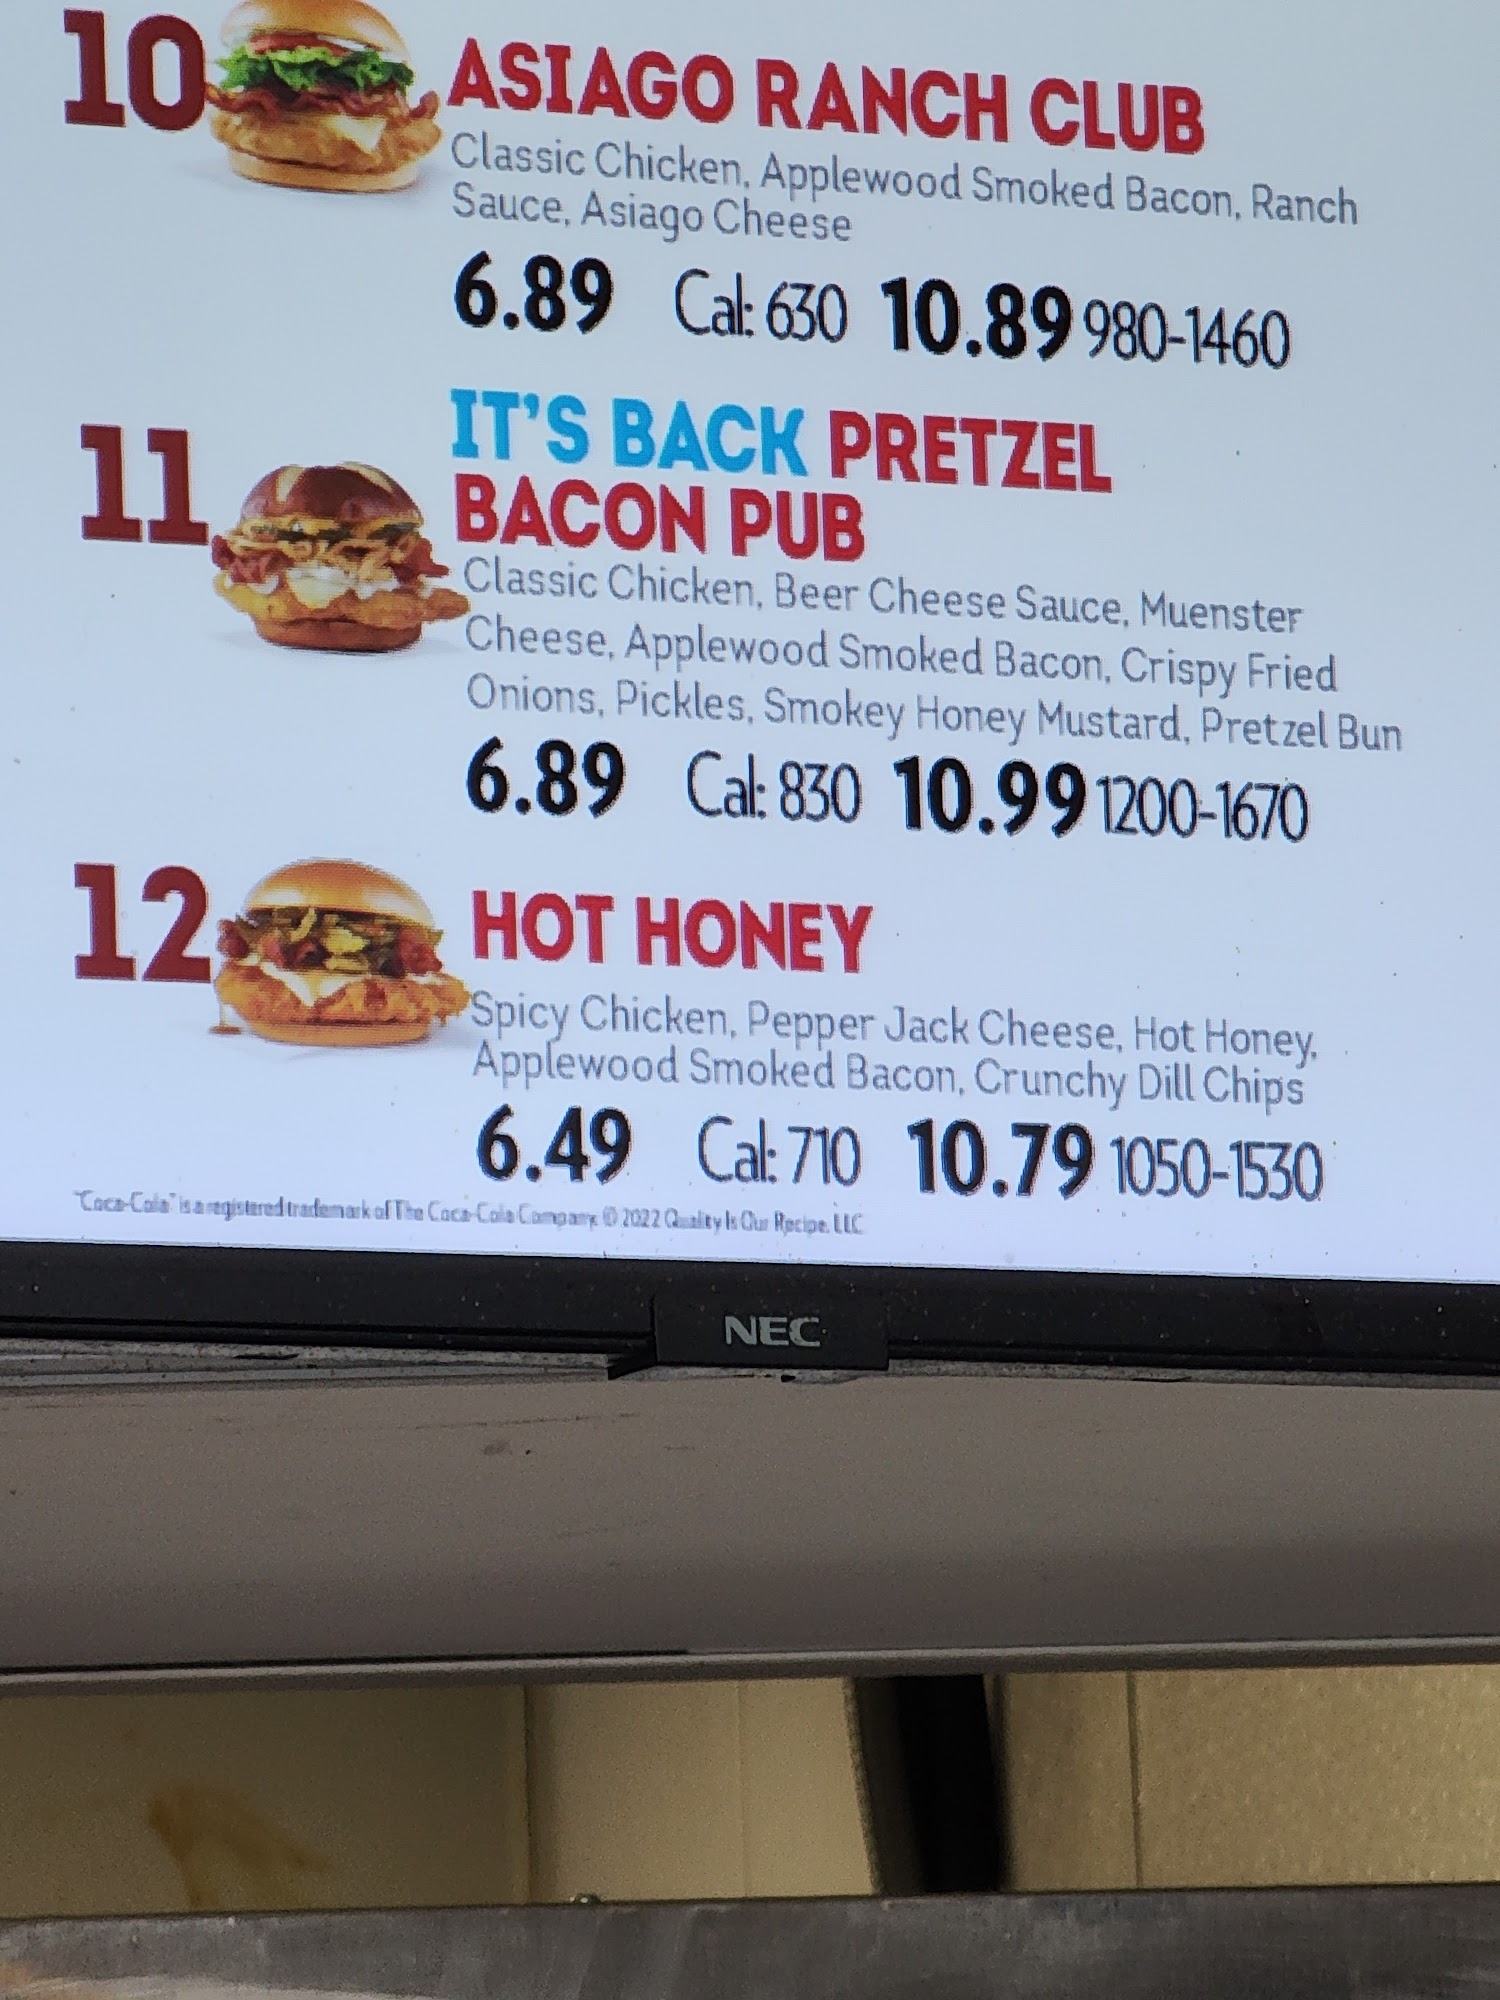 10
ASIAGO RANCH CLUB
Classic Chicken, Applewood Smoked Bacon, Ranch
Sauce, Asiago Cheese
6.89 Cal: 630 10.89 980-1460
11
IT'S BACK PRETZEL
BACON PUB
Classic Chicken, Beer Cheese Sauce, Muenster
Cheese, Applewood Smoked Bacon, Crispy Fried
Onions, Pickles, Smokey Honey Mustard, Pretzel Bun
6.89 Cal: 830 10.99 1200-1670
12
HOT HONEY
Spicy Chicken, Pepper Jack Cheese, Hot Honey,
Applewood Smoked Bacon, Crunchy Dill Chips
6.49 Cal: 710 10.79 1050-1530
"Coca-Cola" is a registered trademark of The Coca-Cola Company. © 2022 Quality Is Our Recipe, LLC
NEC